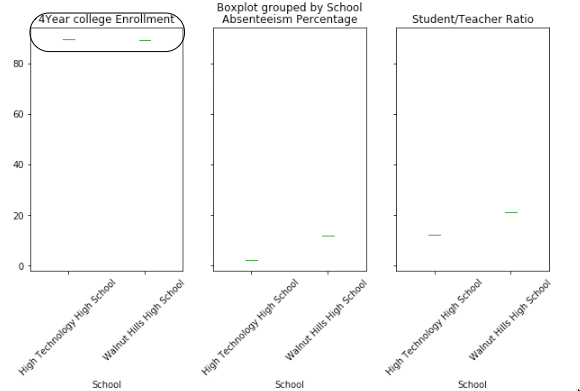 Boxplot grouped by School
4Year college Enrollment
Absenteeism Percentage
Student/Teacher Ratio
80
60
40
20
0
High Technology High School
Walnut Hills High School
High Technology High School
Walnut Hills High School
High Technology High School
Walnut Hills High School
School
School
School